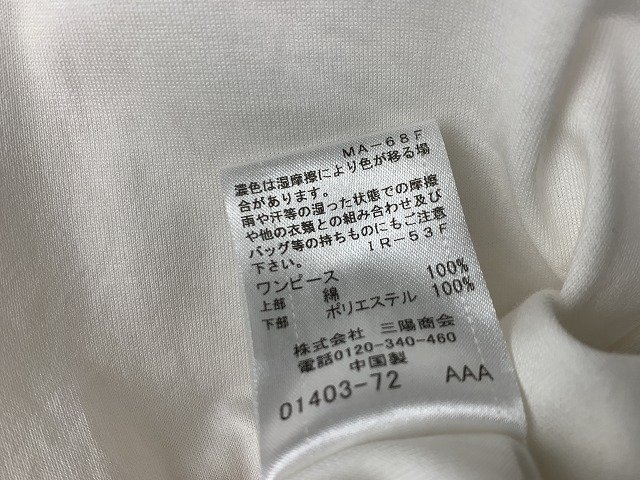 MA-68F
濃色は湿摩擦により色が移る場
合があります。
雨や汗等の湿った状態での摩擦
や他の衣類との組み合わせ及び
バッグ等の持ちものにもご注意
下さい。
IR-53F
ワンピース
上部 綿 100%
下部 ポリエステル 100%
株式会社 三陽商会
電話0120-340-460
中国製
01403-72 AAA